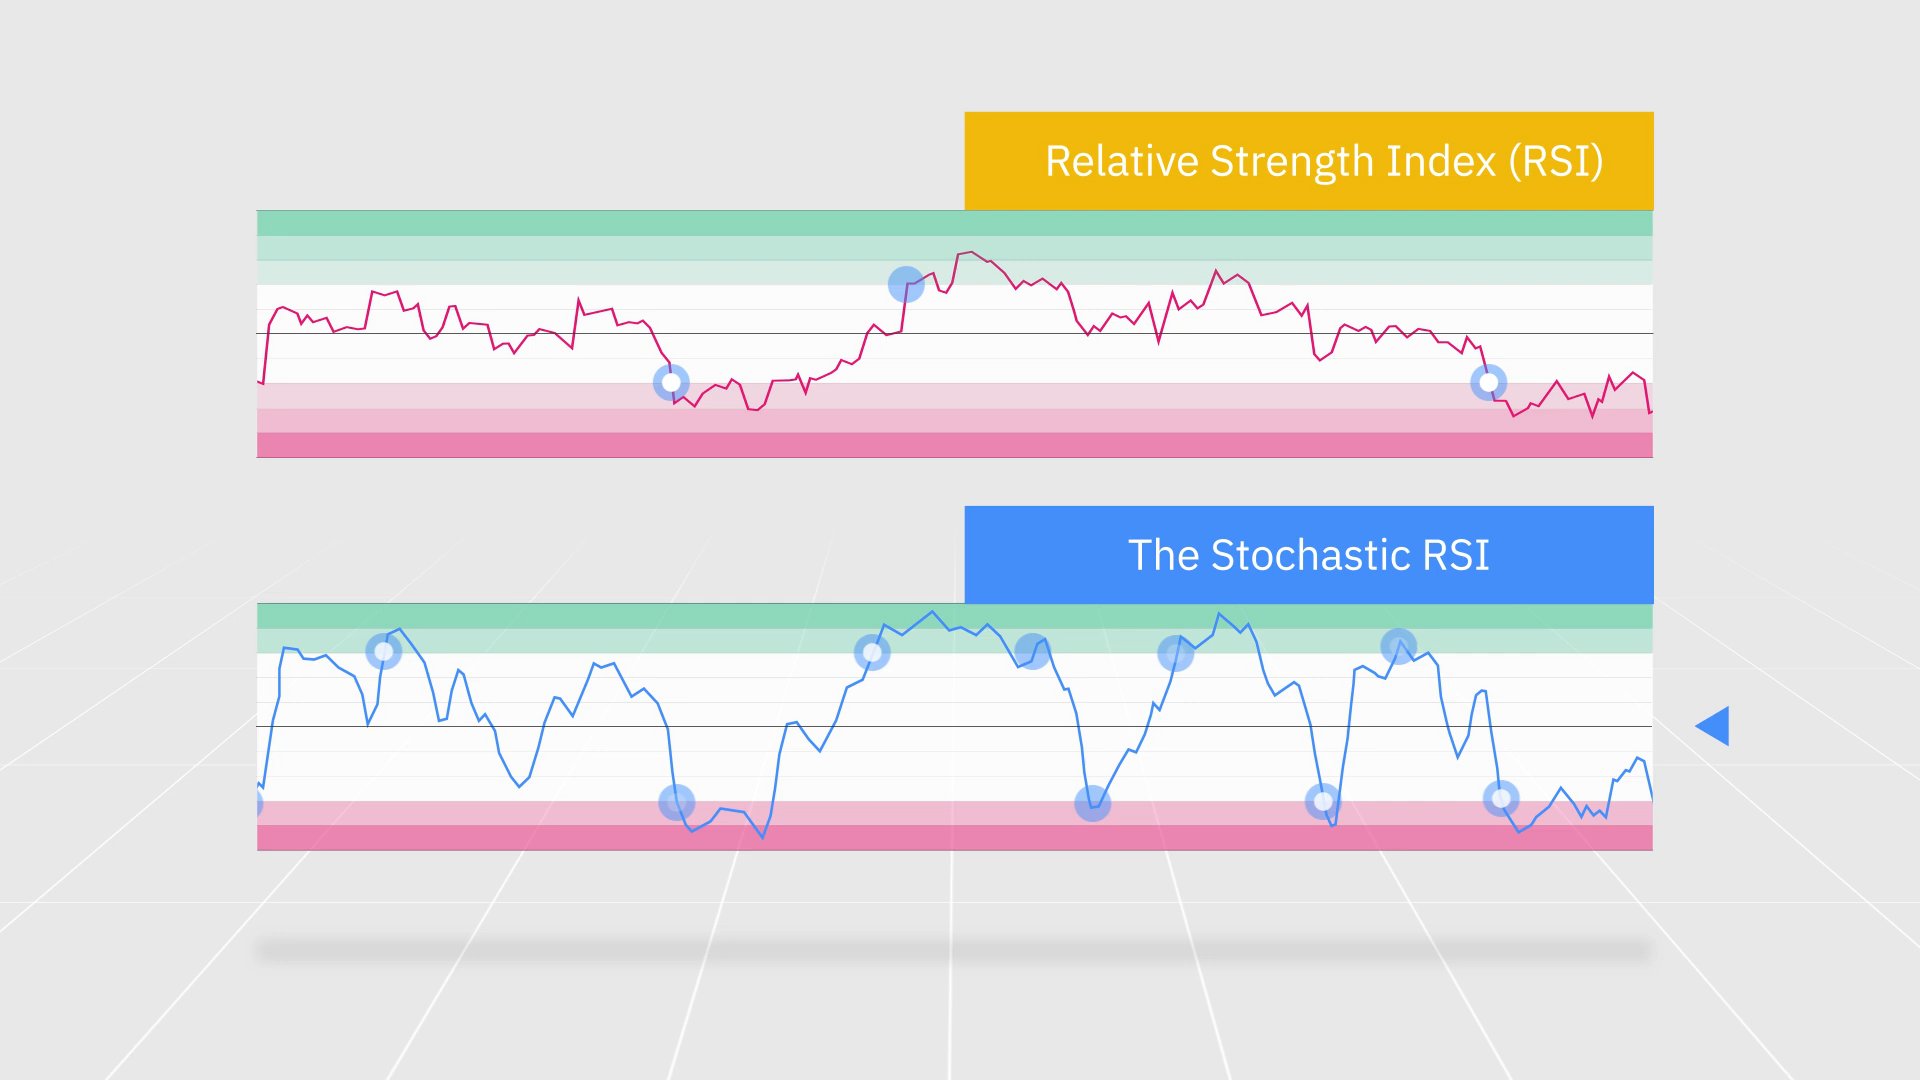 Relative Strength Index (RSI)
The Stochastic RSI